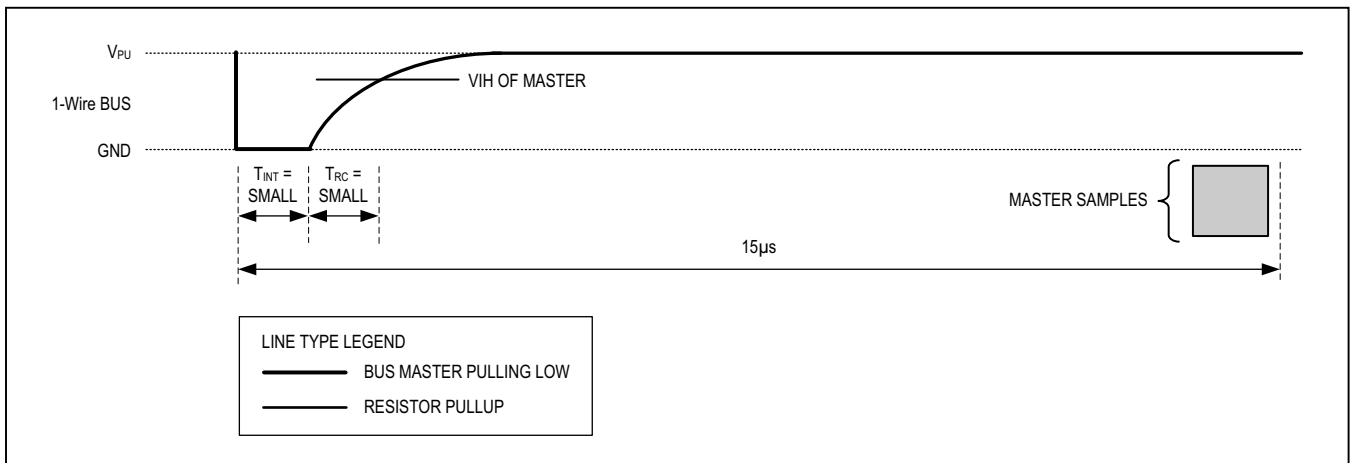 VPU
VIH OF MASTER
1-Wire BUS
GND
TINT =
SMALL
TRC =
SMALL
MASTER SAMPLES
15µs
LINE TYPE LEGEND
BUS MASTER PULLING LOW
RESISTOR PULLUP